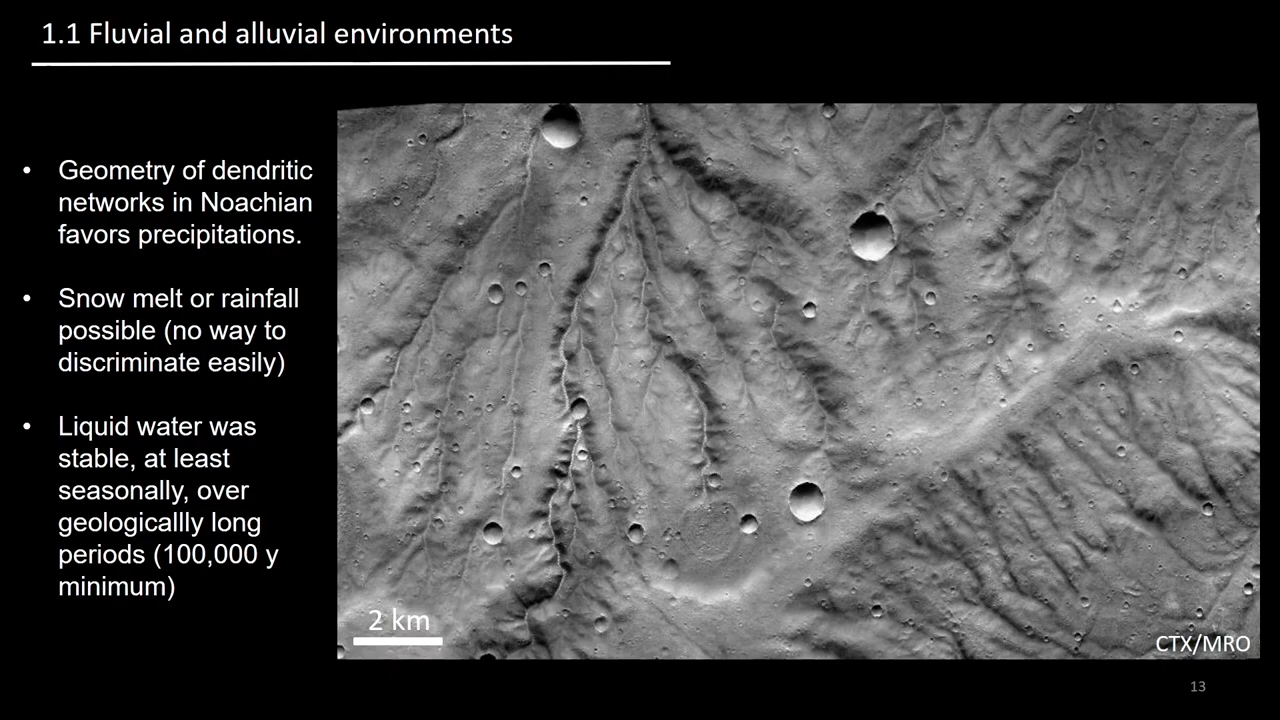 1.1 Fluvial and alluvial environments
• Geometry of dendritic
networks in Noachian
favors precipitations.
• Snow melt or rainfall
possible (no way to
discriminate easily)
• Liquid water was
stable, at least
seasonally, over
geologicallly long
periods (100,000 y
minimum)
2 km
CTX/MRO
13